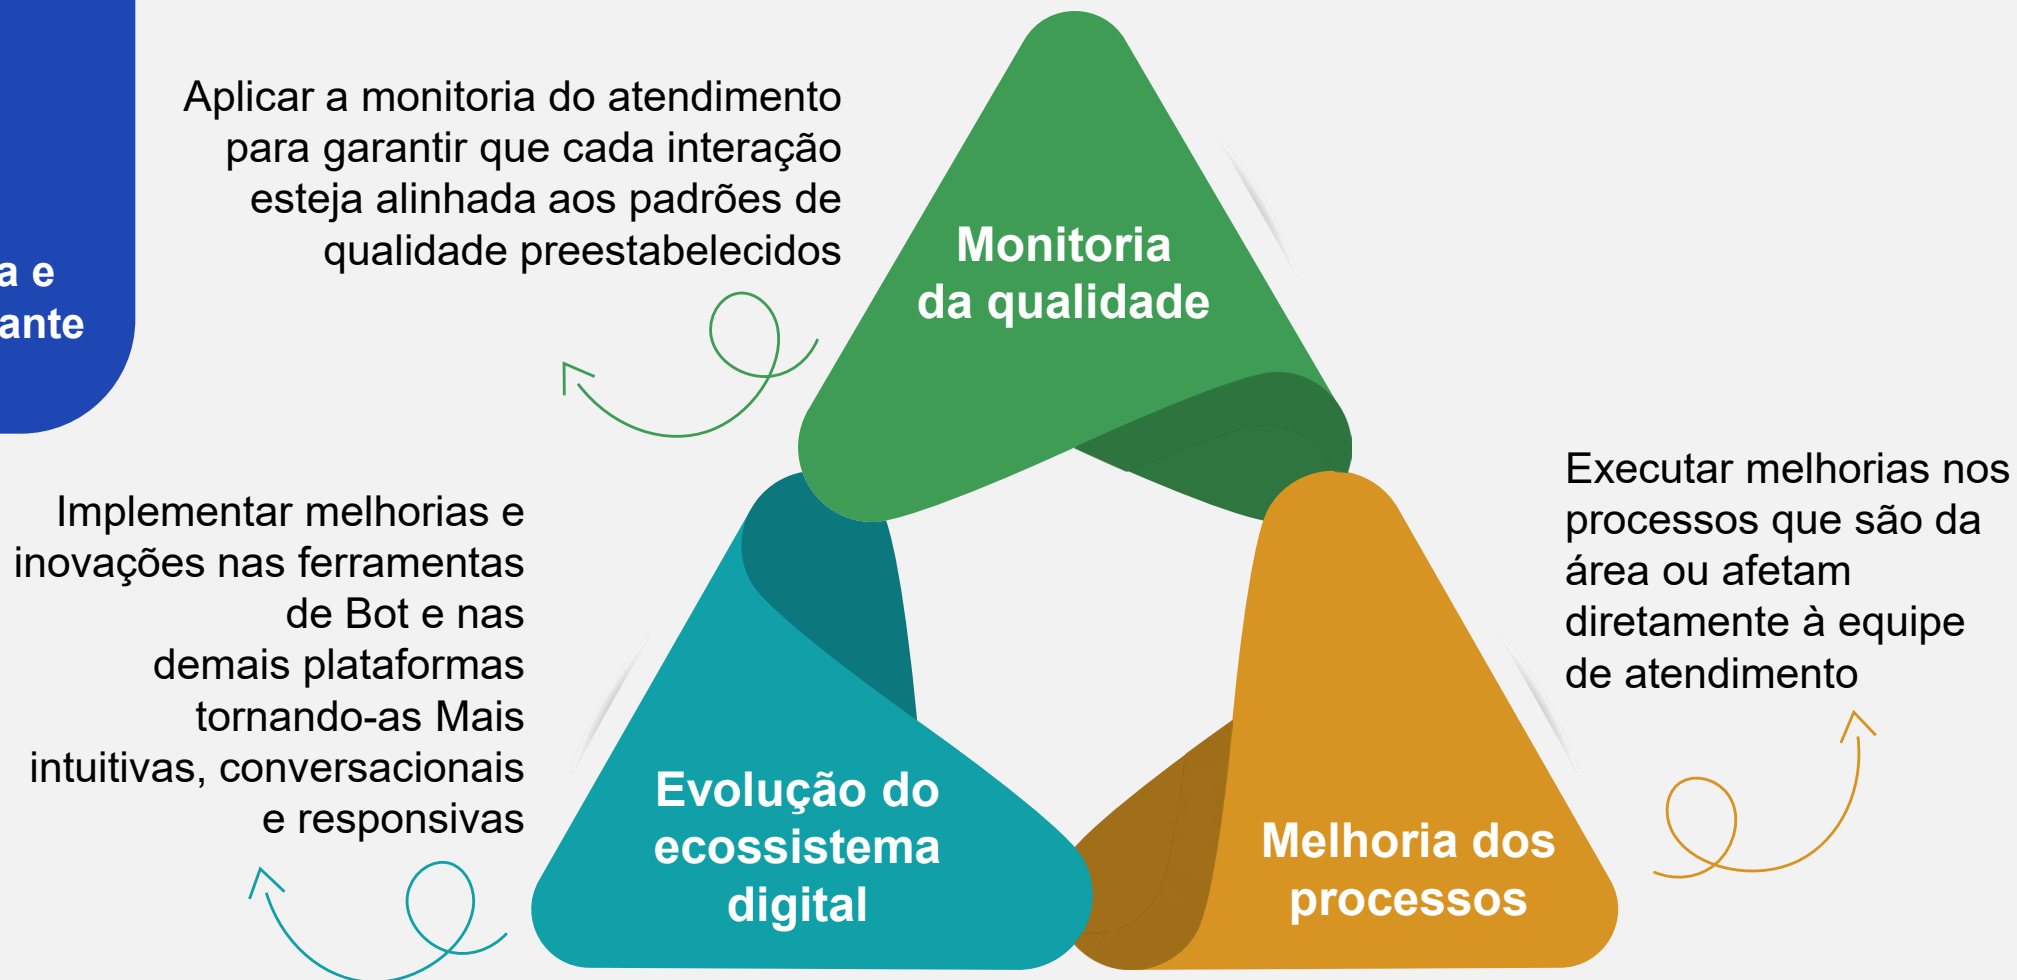 a e
ante
Aplicar a monitoria do atendimento
para garantir que cada interação
esteja alinhada aos padrões de
qualidade preestabelecidos
Monitoria
da qualidade
Implementar melhorias e
inovações nas ferramentas
de Bot e nas
demais plataformas
tornando-as Mais
intuitivas, conversacionais
e responsivas
Evolução do
ecossistema
digital
Executar melhorias nos
processos que são da
área ou afetam
diretamente à equipe
de atendimento
Melhoria dos
processos